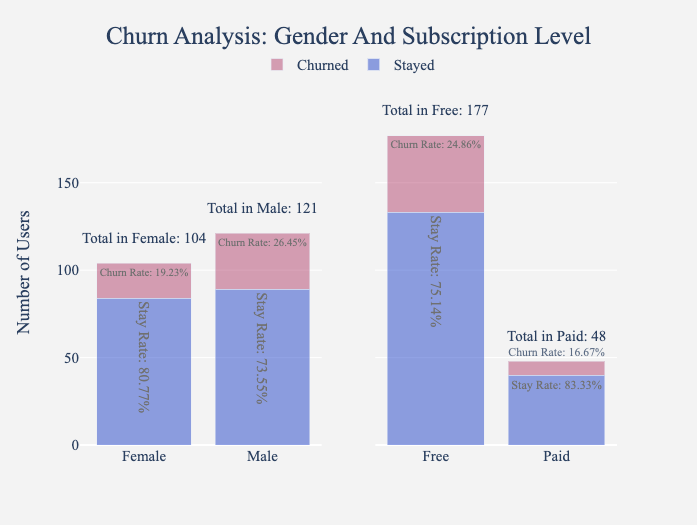 Churn Analysis: Gender And Subscription Level
Churned
Stayed
Number of Users
150
100
50
0
Total in Female: 104
Churn Rate: 19.23%
Stay Rate: 80.77%
Female
Total in Male: 121
Churn Rate: 26.45%
Stay Rate: 73.55%
Male
Total in Free: 177
Churn Rate: 24.86%
Stay Rate: 75.14%
Free
Total in Paid: 48
Churn Rate: 16.67%
Stay Rate: 83.33%
Paid